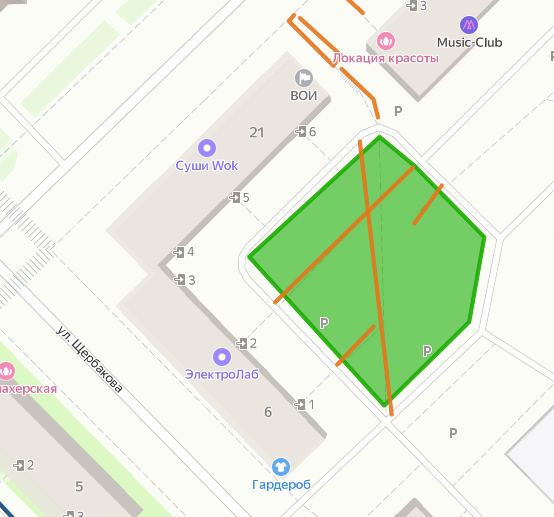 3
Music-Club
Локация красоты
ВОИ
P
21
6
Суши Wok
5
4
3
P
2
P
ул. Щербакова
ЭлектроЛаб
ахерская
1
6
P
2
Гардероб
5
3